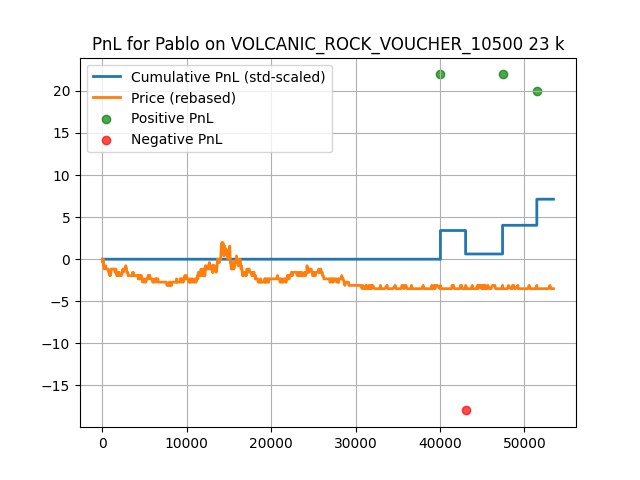 PnL for Pablo on VOLCANIC_ROCK_VOUCHER_10500 23 k
Cumulative PnL (std-scaled)
Price (rebased)
Positive PnL
Negative PnL
20
15
10
5
0
−5
−10
−15
0 10000 20000 30000 40000 50000